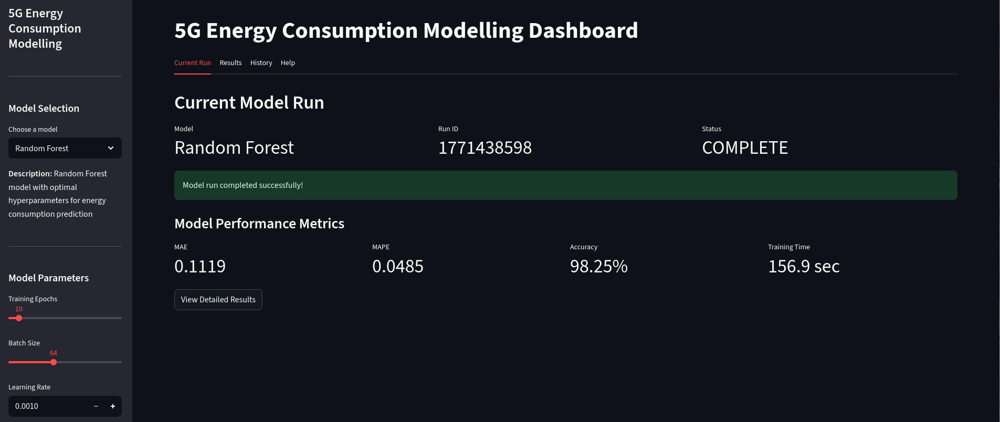 5G Energy
Consumption
Modelling
Model Selection
Choose a model
Random Forest
Description: Random Forest
model with optimal
hyperparameters for energy
consumption prediction
Model Parameters
Training Epochs
10
Batch Size
64
Learning Rate
0.0010
5G Energy Consumption Modelling Dashboard
Current Run Results History Help
Current Model Run
Model Run ID Status
Random Forest 1771438598 COMPLETE
Model run completed successfully!
Model Performance Metrics
MAE MAPE Accuracy Training Time
0.1119 0.0485 98.25% 156.9 sec
View Detailed Results